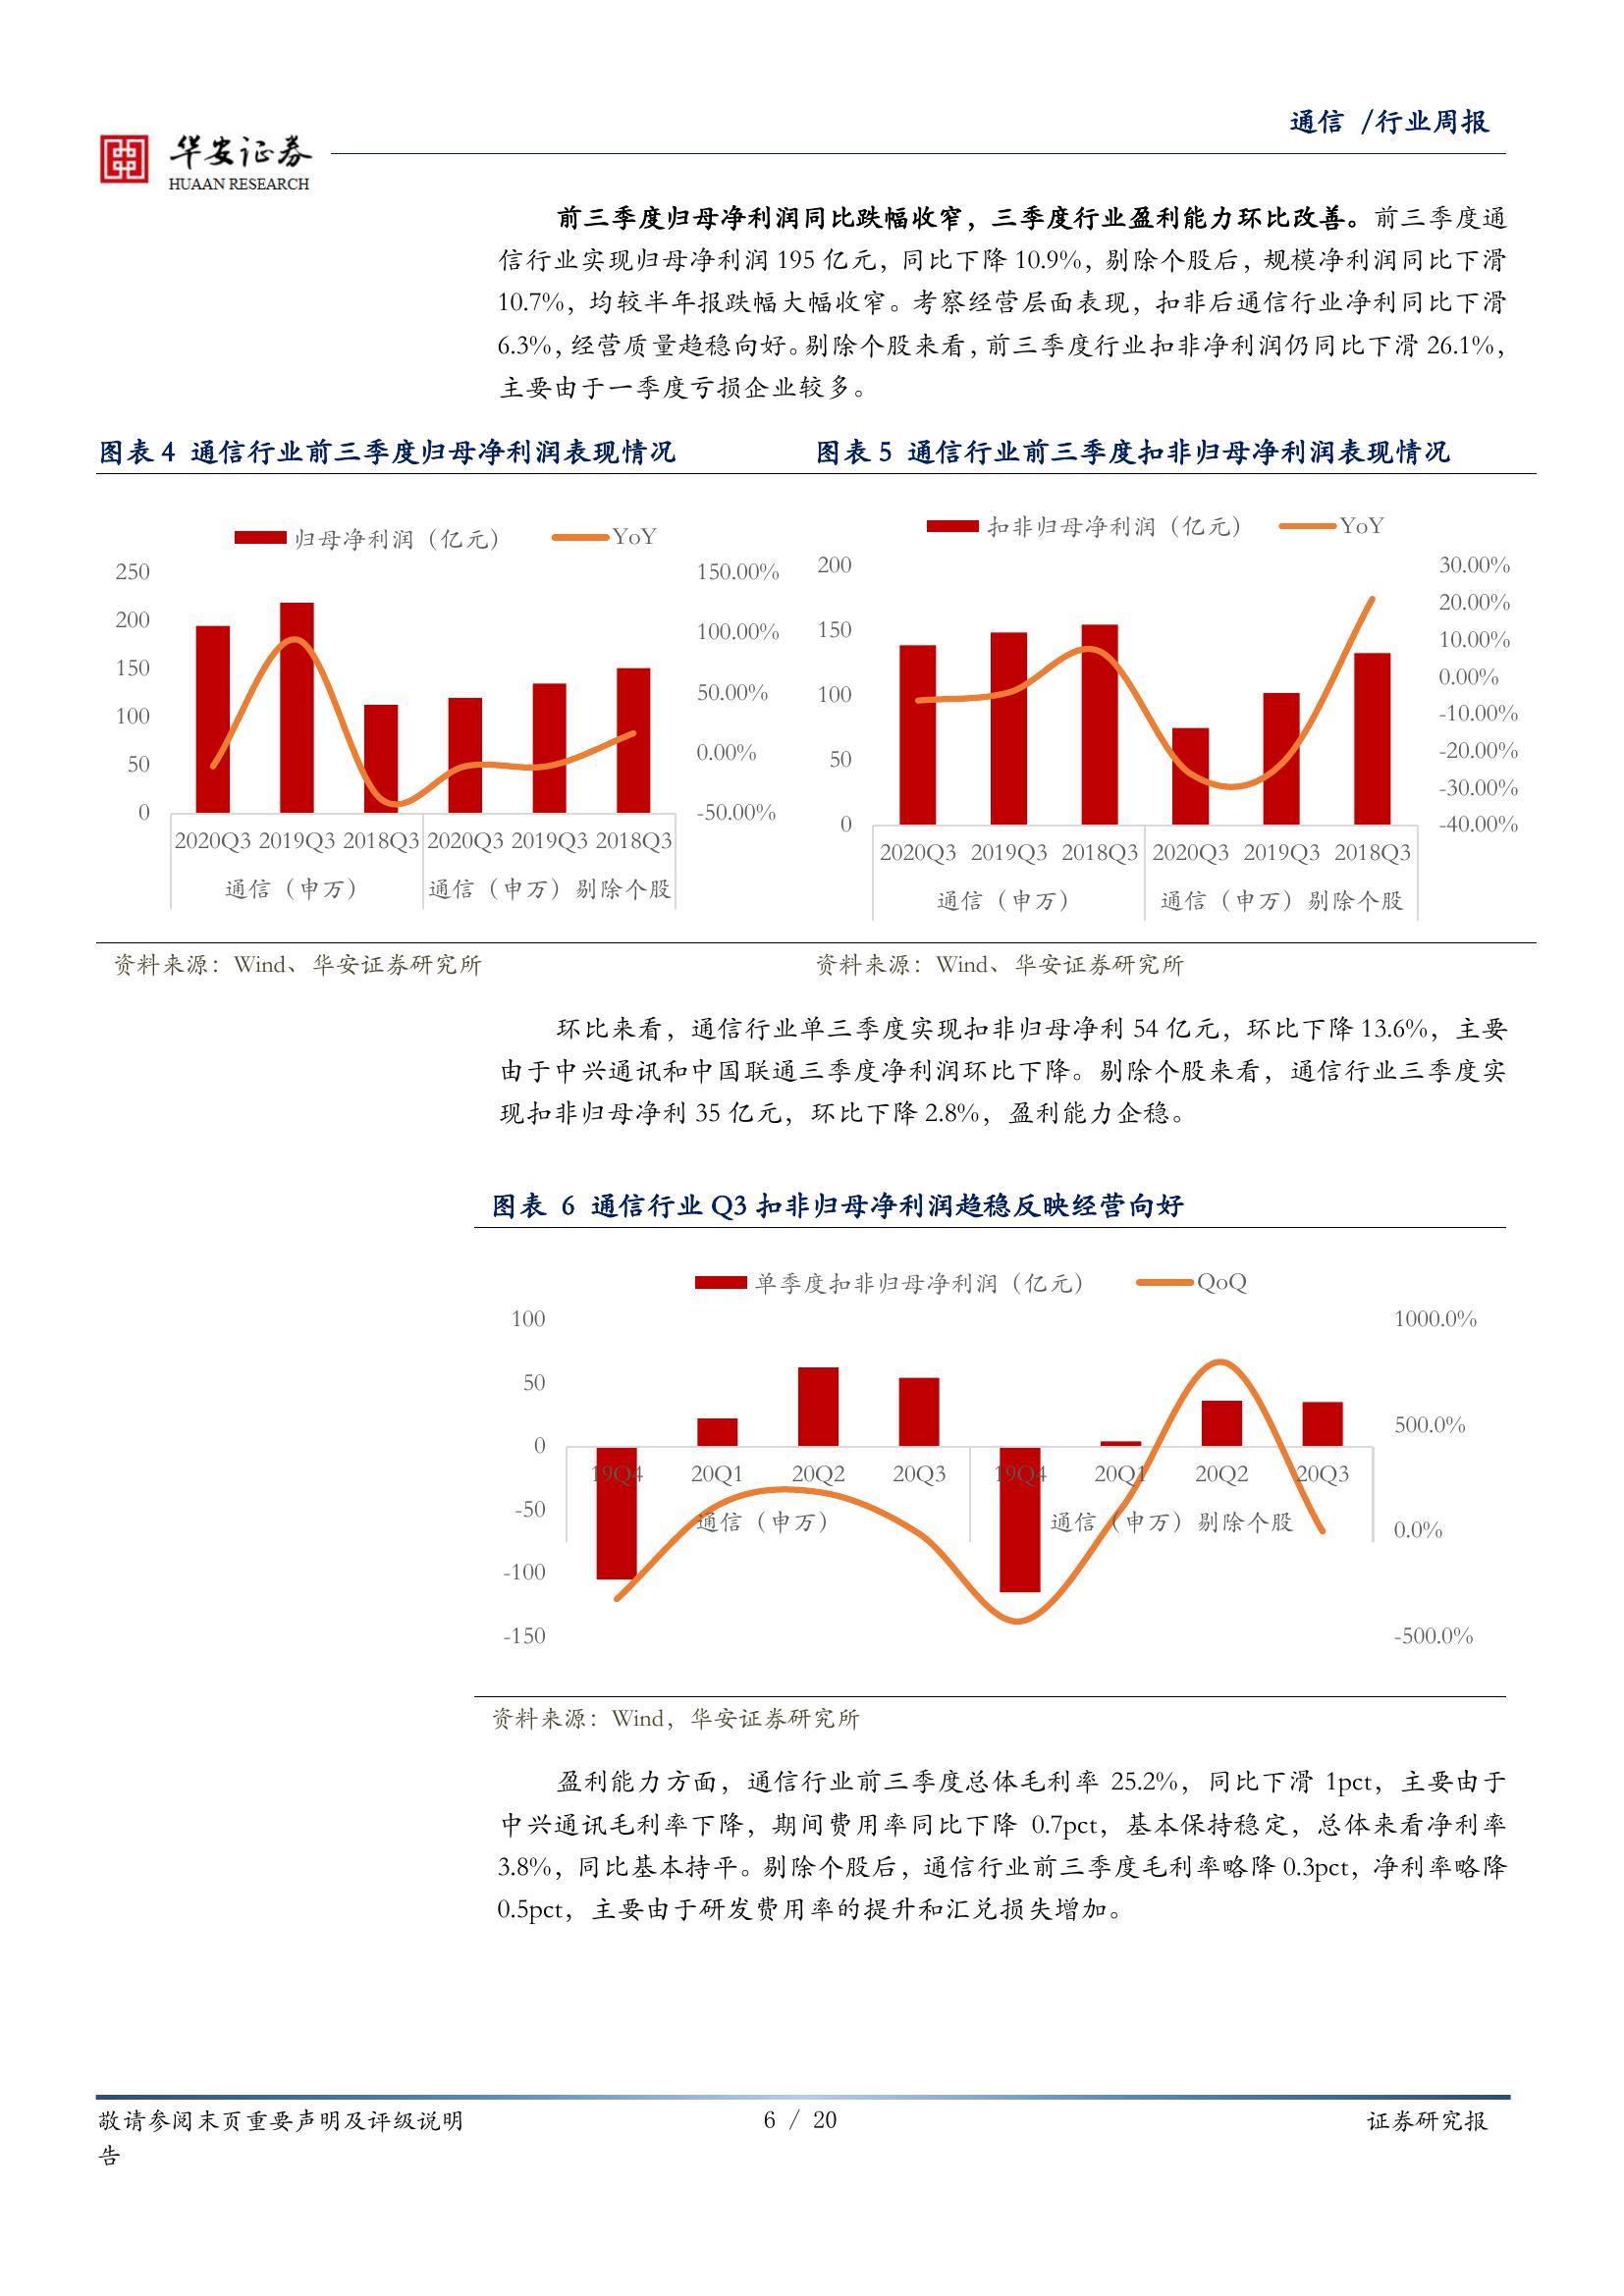 通信 /行业周报
华安证券
HUAAN RESEARCH
前三季度归母净利润同比跌幅收窄，三季度行业盈利能力环比改善。前三季度通
信行业实现归母净利润 195 亿元，同比下降 10.9%，剔除个股后，规模净利润同比下滑
10.7%，均较半年报跌幅大幅收窄。考察经营层面表现，扣非后通信行业净利同比下滑
6.3%，经营质量趋稳向好。剔除个股来看，前三季度行业扣非净利润仍同比下滑 26.1%，
主要由于一季度亏损企业较多。
图表 4 通信行业前三季度归母净利润表现情况
归母净利润（亿元） YoY
250
200
150
100
50
0
150.00%
100.00%
50.00%
0.00%
-50.00%
2020Q3 2019Q3 2018Q3 2020Q3 2019Q3 2018Q3
通信（申万） 通信（申万）剔除个股
资料来源：Wind、华安证券研究所
图表 5 通信行业前三季度扣非归母净利润表现情况
扣非归母净利润（亿元） YoY
200
150
100
50
0
30.00%
20.00%
10.00%
0.00%
-10.00%
-20.00%
-30.00%
-40.00%
2020Q3 2019Q3 2018Q3 2020Q3 2019Q3 2018Q3
通信（申万） 通信（申万）剔除个股
资料来源：Wind、华安证券研究所
环比来看，通信行业单三季度实现扣非归母净利 54 亿元，环比下降 13.6%，主要
由于中兴通讯和中国联通三季度净利润环比下降。剔除个股来看，通信行业三季度实
现扣非归母净利 35 亿元，环比下降 2.8%，盈利能力企稳。
图表 6 通信行业 Q3 扣非归母净利润趋稳反映经营向好
单季度扣非归母净利润（亿元） QoQ
100
50
0
-50
-100
-150
1000.0%
500.0%
0.0%
-500.0%
19Q4 20Q1 20Q2 20Q3 19Q4 20Q1 20Q2 20Q3
通信（申万） 通信（申万）剔除个股
资料来源：Wind，华安证券研究所
盈利能力方面，通信行业前三季度总体毛利率 25.2%，同比下滑 1pct，主要由于
中兴通讯毛利率下降，期间费用率同比下降 0.7pct，基本保持稳定，总体来看净利率
3.8%，同比基本持平。剔除个股后，通信行业前三季度毛利率略降 0.3pct，净利率略降
0.5pct，主要由于研发费用率的提升和汇兑损失增加。
敬请参阅末页重要声明及评级说明 6 / 20 证券研究报
告